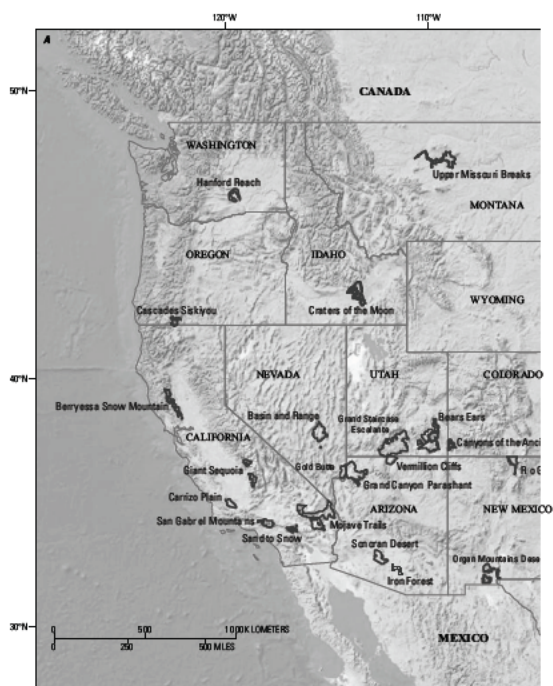 120°W 110°W
A
CANADA
50°N
WASHINGTON
Upper Missouri Breaks
Hanford Reach
MONTANA
OREGON
IDAHO
WYOMING
Cascades Siskiyou
Craters of the Moon
40°N
NEVADA
UTAH
COLORADO
Berryessa Snow Mountain
Basin and Range
Grand Staircase
Escalante
Bears Ears
CALIFORNIA
Canyons of the Anci
Giant Sequoia
Gold Butte
Vermillion Cliffs
Grand Canyon Parashant
R o G
Carrizo Plain
ARIZONA
NEW MEXICO
San Gabriel Mountains
Mojave Trails
Sand to Snow
Sonoran Desert
Organ Mountains Dese
Iron Forest
30°N
0 500 1000 KILOMETERS
0 250 500 MILES
MEXICO